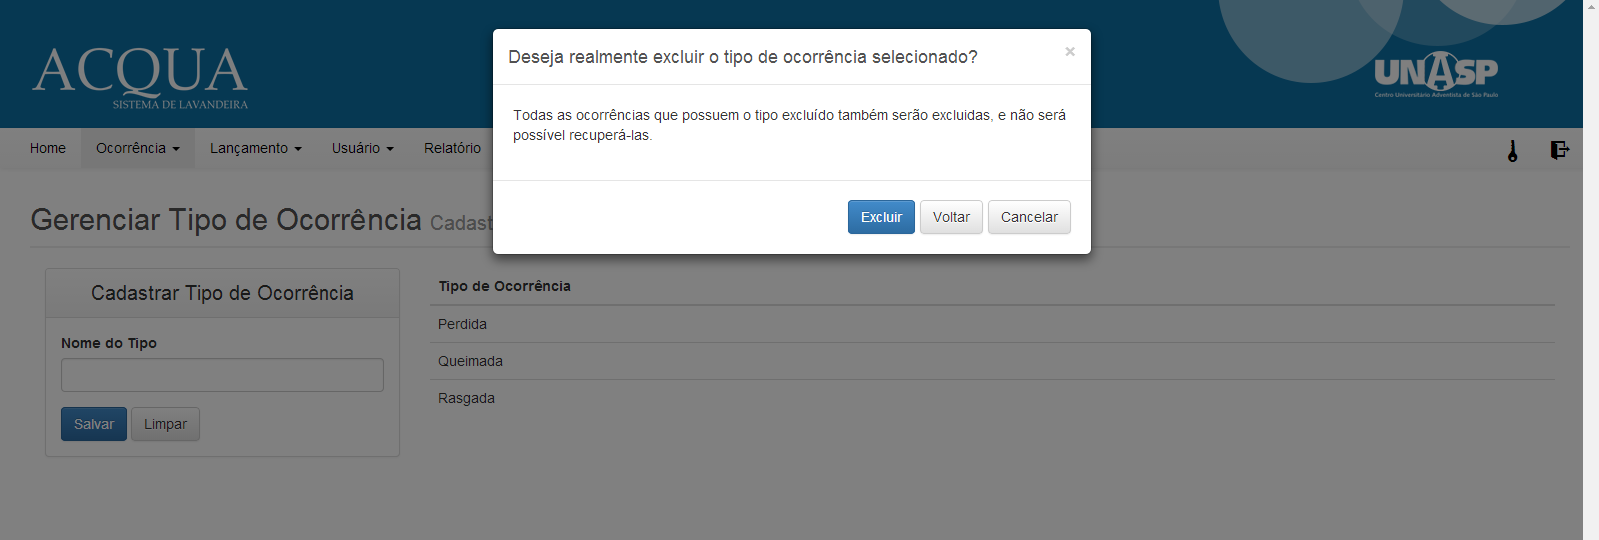 ACQUA
SISTEMA DE LAVANDEIRA
UNASP
Centro Universitário Adventista de São Paulo
Deseja realmente excluir o tipo de ocorrência selecionado?
×
Todas as ocorrências que possuem o tipo excluído também serão excluidas, e não será
possível recuperá-las.
Excluir Voltar Cancelar
Home Ocorrência Lançamento Usuário Relatório
Gerenciar Tipo de Ocorrência
Cadastrar Tipo de Ocorrência
Nome do Tipo
Salvar Limpar
Tipo de Ocorrência
Perdida
Queimada
Rasgada